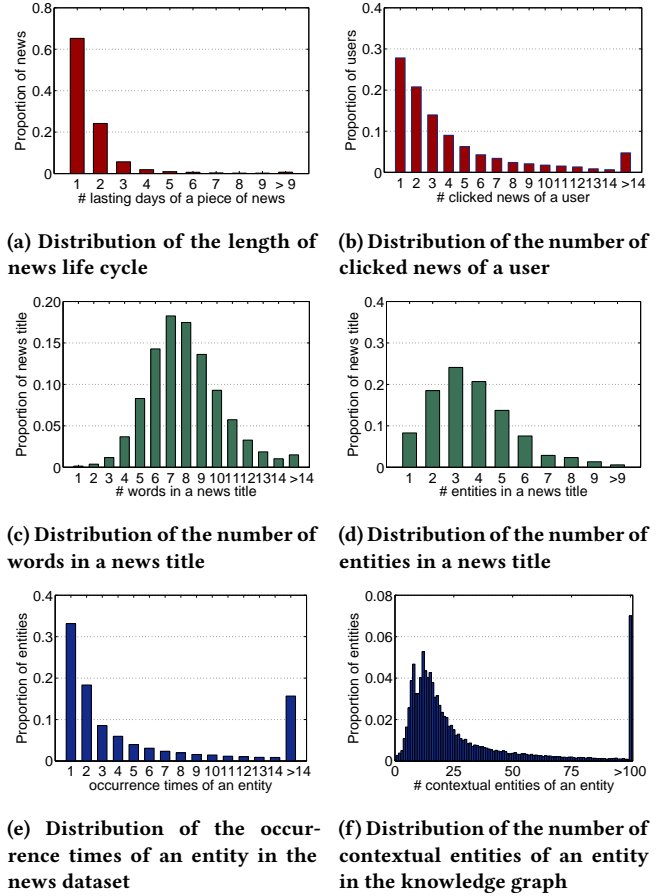 0.8
0.6
0.4
0.2
0
Proportion of news
1 2 3 4 5 6 7 8 9 > 9
# lasting days of a piece of news
(a) Distribution of the length of
news life cycle
0.4
0.3
0.2
0.1
0
Proportion of users
1 2 3 4 5 6 7 8 9 10 11 12 13 14 >14
# clicked news of a user
(b) Distribution of the number of
clicked news of a user
0.20
0.15
0.10
0.05
0
Proportion of news title
1 2 3 4 5 6 7 8 9 10 11 12 13 14 >14
# words in a news title
(c) Distribution of the number of
words in a news title
0.4
0.3
0.2
0.1
0
Proportion of news title
1 2 3 4 5 6 7 8 9 >9
# entities in a news title
(d) Distribution of the number of
entities in a news title
0.4
0.3
0.2
0.1
0
Proportion of entities
1 2 3 4 5 6 7 8 9 10 11 12 13 14 >14
occurrence times of an entity
(e) Distribution of the occur-
rence times of an entity in the
news dataset
0.08
0.06
0.04
0.02
0
Proportion of entities
0 25 50 75 >100
# contextual entities of an entity
(f) Distribution of the number of
contextual entities of an entity
in the knowledge graph